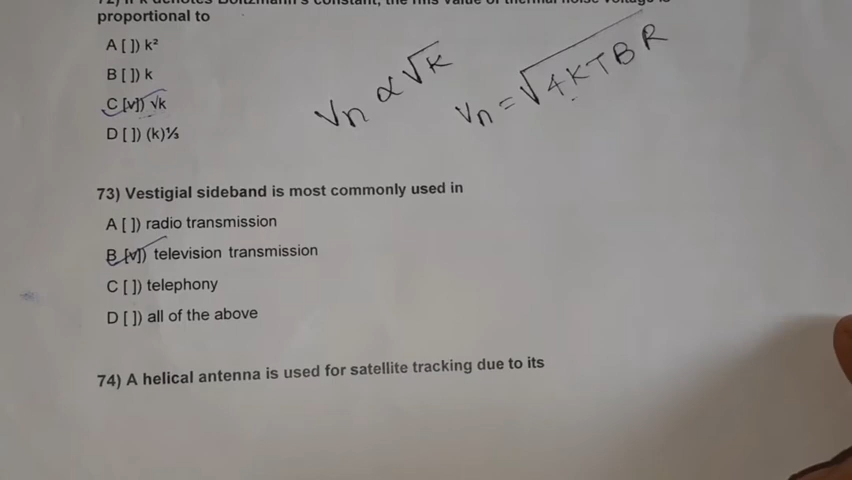 proportional to
A [ ]) k²
B [ ]) k
C [v]) √k
D [ ]) (k)⅓
Vn ∝ √K
Vn = √4KTBR
73) Vestigial sideband is most commonly used in
A [ ]) radio transmission
B [v]) television transmission
C [ ]) telephony
D [ ]) all of the above
74) A helical antenna is used for satellite tracking due to its